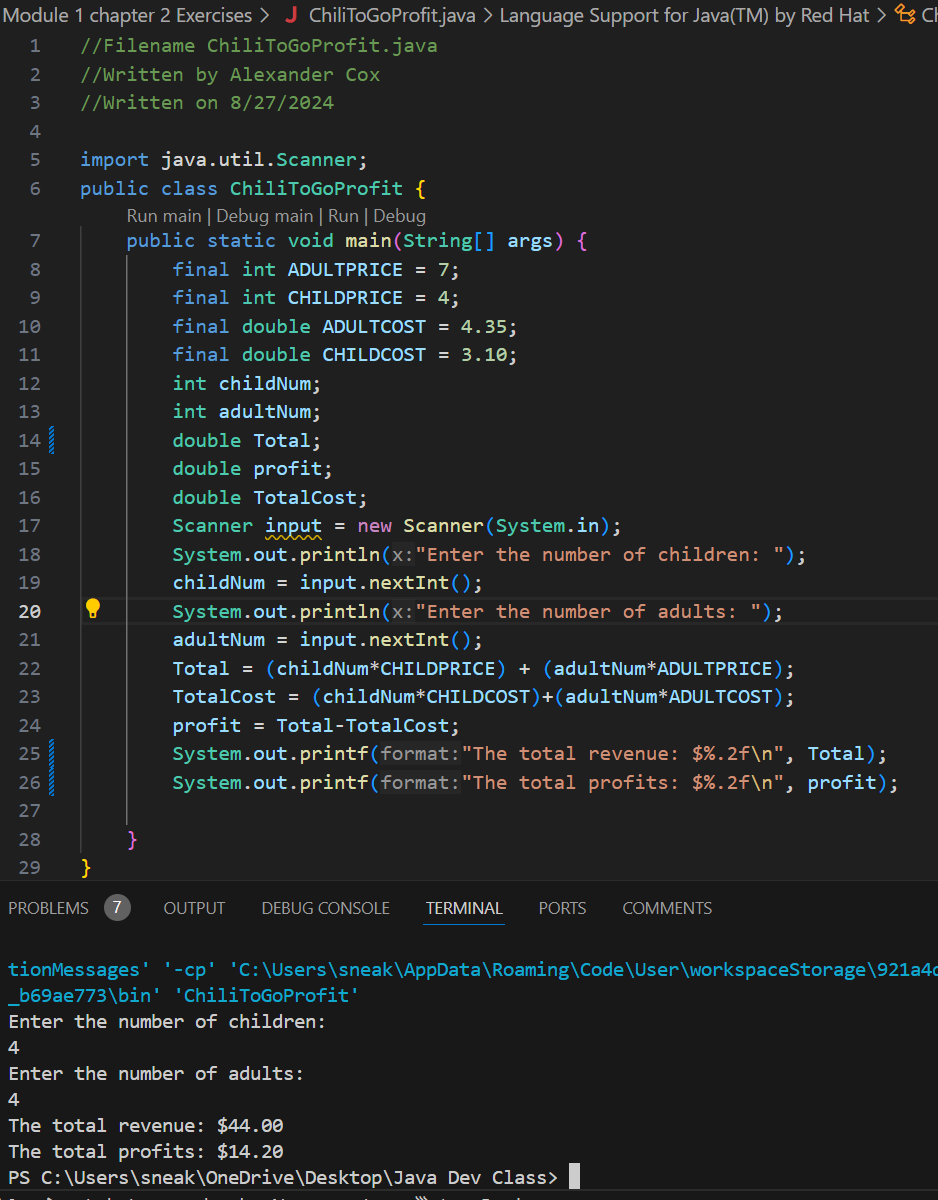 Module 1 chapter 2 Exercises > J ChiliToGoProfit.java > Language Support for Java(TM) by Red Hat >
1 //Filename ChiliToGoProfit.java
2 //Written by Alexander Cox
3 //Written on 8/27/2024
4
5 import java.util.Scanner;
6 public class ChiliToGoProfit {
Run main | Debug main | Run | Debug
7 public static void main(String[] args) {
8 final int ADULTPRICE = 7;
9 final int CHILDPRICE = 4;
10 final double ADULTCOST = 4.35;
11 final double CHILDCOST = 3.10;
12 int childNum;
13 int adultNum;
14 double Total;
15 double profit;
16 double TotalCost;
17 Scanner input = new Scanner(System.in);
18 System.out.println(x:"Enter the number of children: ");
19 childNum = input.nextInt();
20 System.out.println(x:"Enter the number of adults: ");
21 adultNum = input.nextInt();
22 Total = (childNum*CHILDPRICE) + (adultNum*ADULTPRICE);
23 TotalCost = (childNum*CHILDCOST)+(adultNum*ADULTCOST);
24 profit = Total-TotalCost;
25 System.out.printf(format:"The total revenue: $%.2f\n", Total);
26 System.out.printf(format:"The total profits: $%.2f\n", profit);
27
28 }
29 }
PROBLEMS 7 OUTPUT DEBUG CONSOLE TERMINAL PORTS COMMENTS
tionMessages' '-cp' 'C:\Users\sneak\AppData\Roaming\Code\User\workspaceStorage\921a4
_b69ae773\bin' 'ChiliToGoProfit'
Enter the number of children:
4
Enter the number of adults:
4
The total revenue: $44.00
The total profits: $14.20
PS C:\Users\sneak\OneDrive\Desktop\Java Dev Class>